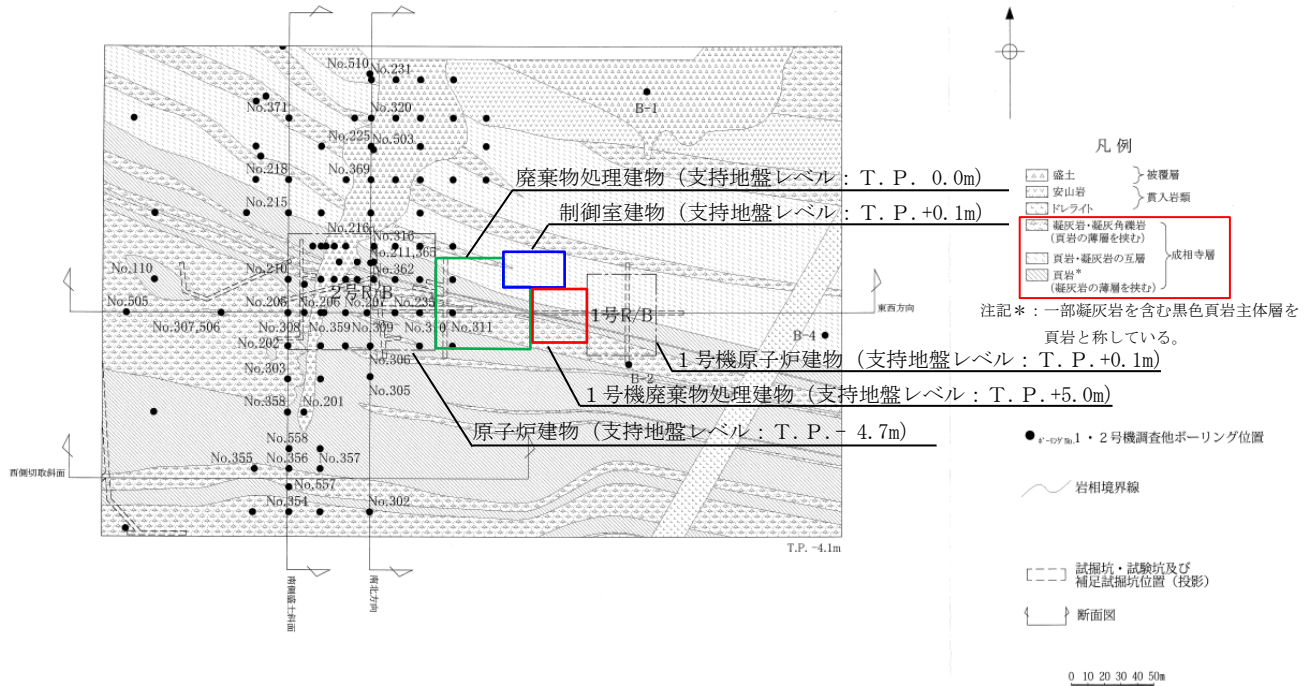 No.510
No.231
B-1
No.371
No.320
No.225
No.503
No.218
No.369
廃棄物処理建物（支持地盤レベル：T.P. 0.0m）
No.215
制御室建物（支持地盤レベル：T.P.+0.1m）
No.216
No.316
No.211,365
No.110
No.210
No.362
2号R/B
No.505
No.205
No.206
No.207
No.235
東西方向
No.307,506
No.308
No.359
No.309
No.310
No.311
1号R/B
B-4
No.202
No.306
1号機原子炉建物（支持地盤レベル：T.P.+0.1m）
No.303
No.305
B-2
1号機廃棄物処理建物（支持地盤レベル：T.P.+5.0m）
No.358
No.201
原子炉建物（支持地盤レベル：T.P.- 4.7m）
No.558
No.355
No.356
No.357
西側切取斜面
No.557
No.354
No.302
T.P. -4.1m
南側盛土斜面
南北方向
凡 例
盛土
被覆層
安山岩
貫入岩類
ドレライト
凝灰岩・凝灰角礫岩
(頁岩の薄層を挟む)
頁岩・凝灰岩の互層
成相寺層
頁岩*
(凝灰岩の薄層を挟む)
注記＊：一部凝灰岩を含む黒色頁岩主体層を
頁岩と称している。
ボーリングNo.1・2号機調査他ボーリング位置
岩相境界線
試掘坑・試験坑及び
補足試掘坑位置（投影）
断面図
0 10 20 30 40 50m